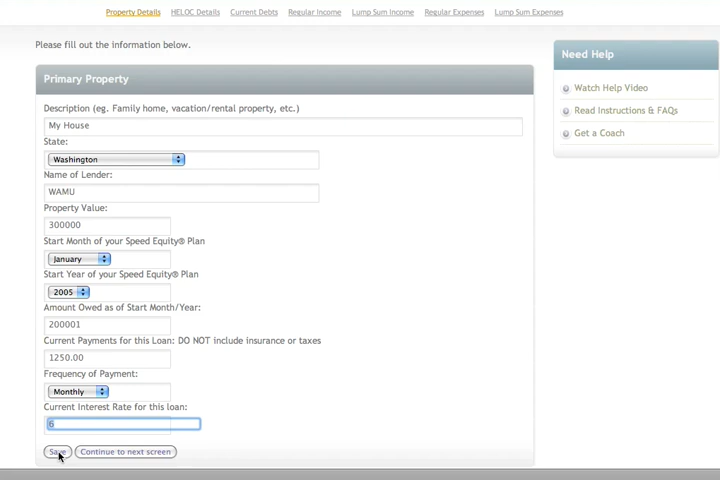 Property Details HELOC Details Current Debts Regular Income Lump Sum Income Regular Expenses Lump Sum Expenses
Please fill out the information below.
Primary Property
Description (eg. Family home, vacation/rental property, etc.)
My House
State:
Washington
Name of Lender:
WAMU
Property Value:
300000
Start Month of your Speed Equity® Plan
January
Start Year of your Speed Equity® Plan
2005
Amount Owed as of Start Month/Year:
200001
Current Payments for this Loan: DO NOT include insurance or taxes
1250.00
Frequency of Payment:
Monthly
Current Interest Rate for this loan:
6
Save Continue to next screen
Need Help
Watch Help Video
Read Instructions & FAQs
Get a Coach